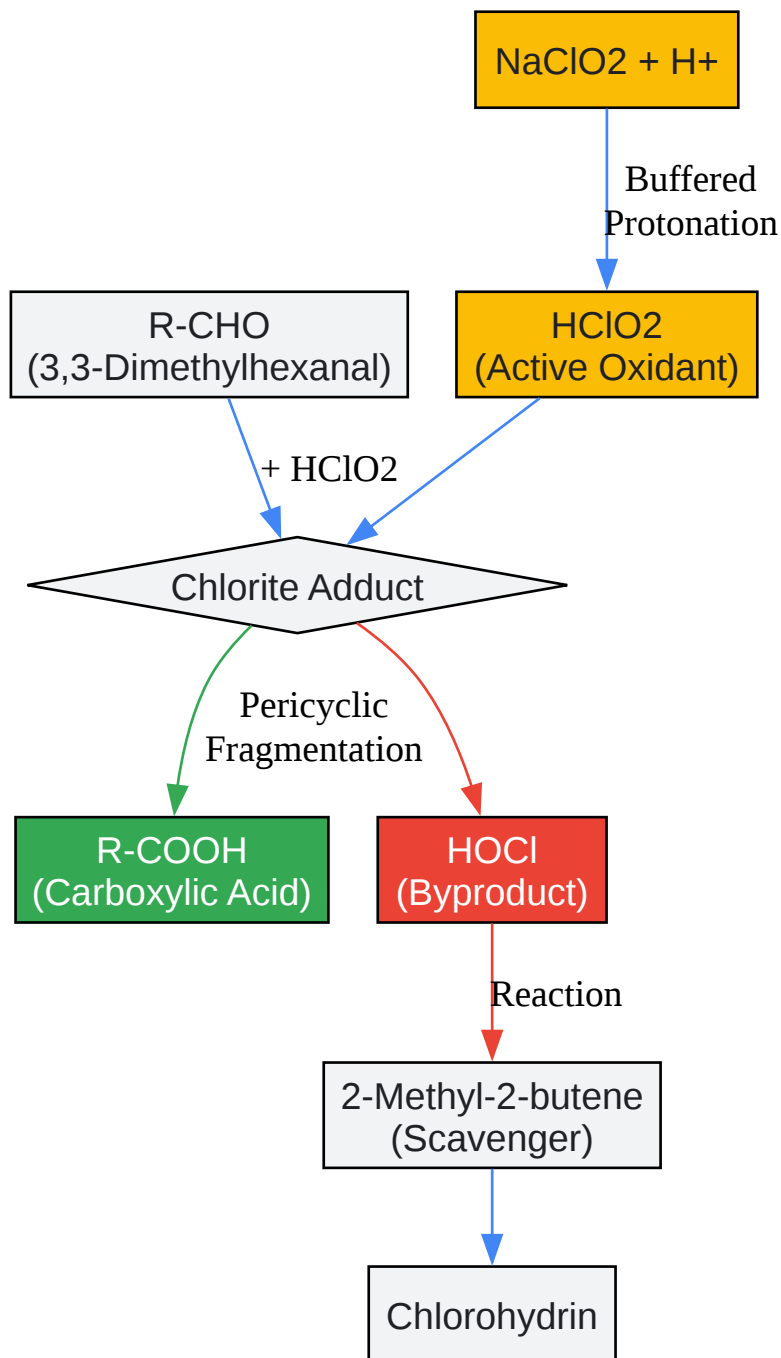 NaClO2 + H+
Buffered
Protonation
R-CHO
(3,3-Dimethylhexanal)
HClO2
(Active Oxidant)
+ HClO2
Chlorite Adduct
Pericyclic
Fragmentation
R-COOH
(Carboxylic Acid)
HOCl
(Byproduct)
Reaction
2-Methyl-2-butene
(Scavenger)
Chlorohydrin